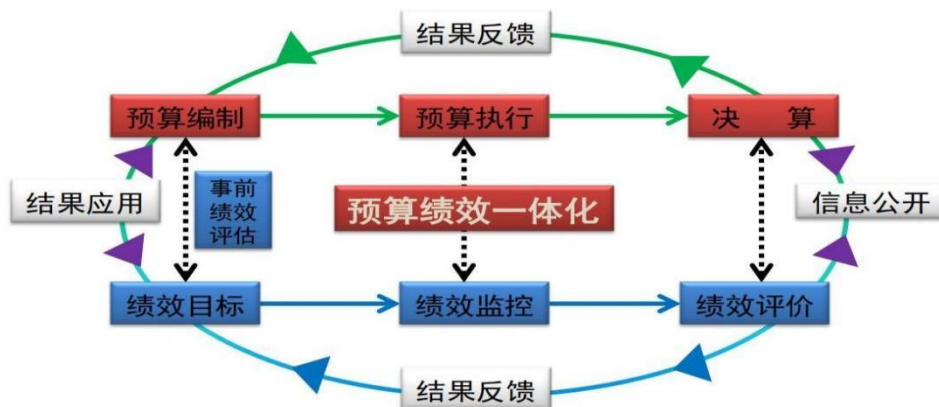 结果反馈
预算编制
预算执行
决 算
结果应用
事前
绩效
评估
预算绩效一体化
信息公开
绩效目标
绩效监控
绩效评价
结果反馈